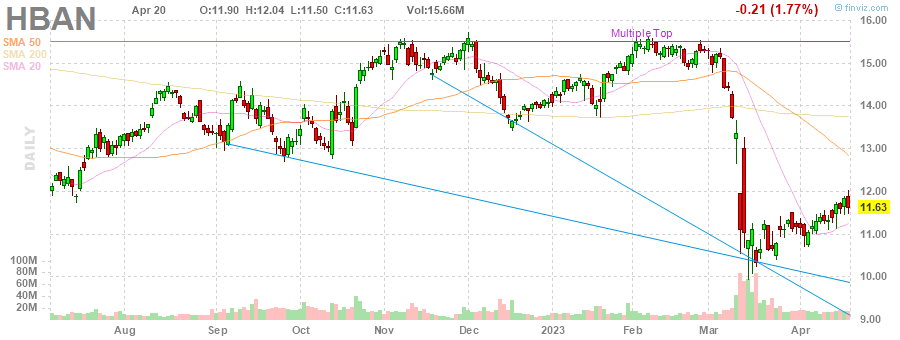 HBAN Apr 20 O:11.90 H:12.04 L:11.50 C:11.63 Vol:15.66M -0.21 (1.77%) © finviz.com
SMA 50
SMA 200
SMA 20
DAILY
Multiple Top
16.00
15.00
14.00
13.00
12.00
11.63
11.00
10.00
9.00
100M
80M
60M
40M
20M
Aug Sep Oct Nov Dec 2023 Feb Mar Apr